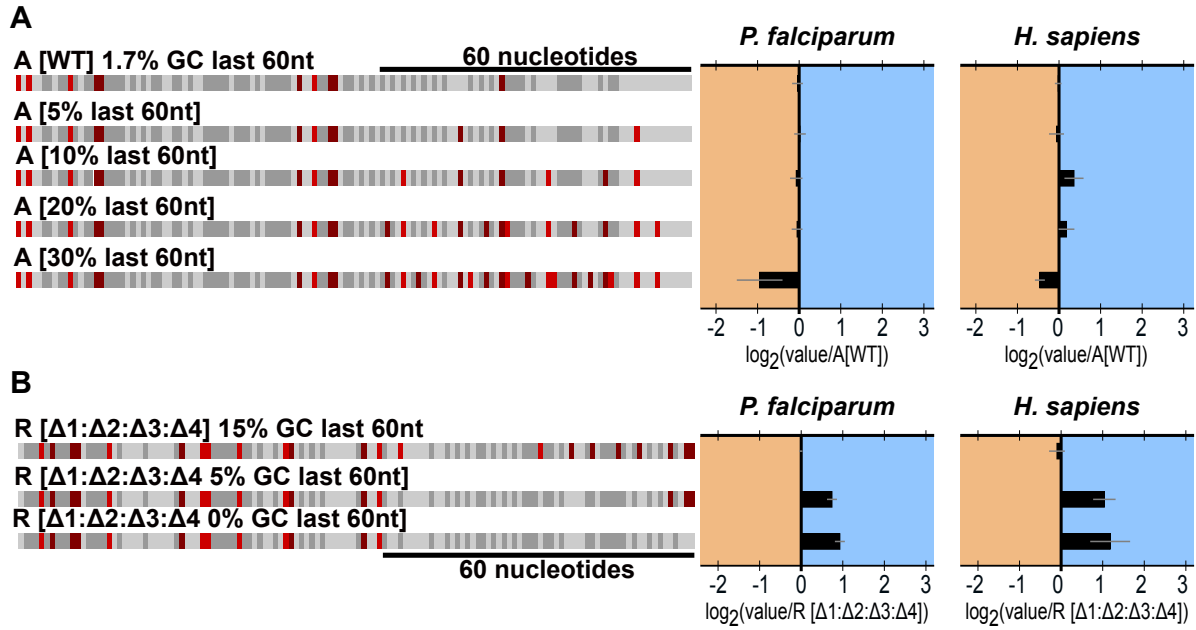 A
A [WT] 1.7% GC last 60nt
60 nucleotides
A [5% last 60nt]
A [10% last 60nt]
A [20% last 60nt]
A [30% last 60nt]
P. falciparum
H. sapiens
-2 -1 0 1 2 3
log2(value/A[WT])
-2 -1 0 1 2 3
log2(value/A[WT])
B
R [Δ1:Δ2:Δ3:Δ4] 15% GC last 60nt
R [Δ1:Δ2:Δ3:Δ4 5% GC last 60nt]
R [Δ1:Δ2:Δ3:Δ4 0% GC last 60nt]
60 nucleotides
P. falciparum
H. sapiens
-2 -1 0 1 2 3
log2(value/R [Δ1:Δ2:Δ3:Δ4])
-2 -1 0 1 2 3
log2(value/R [Δ1:Δ2:Δ3:Δ4])